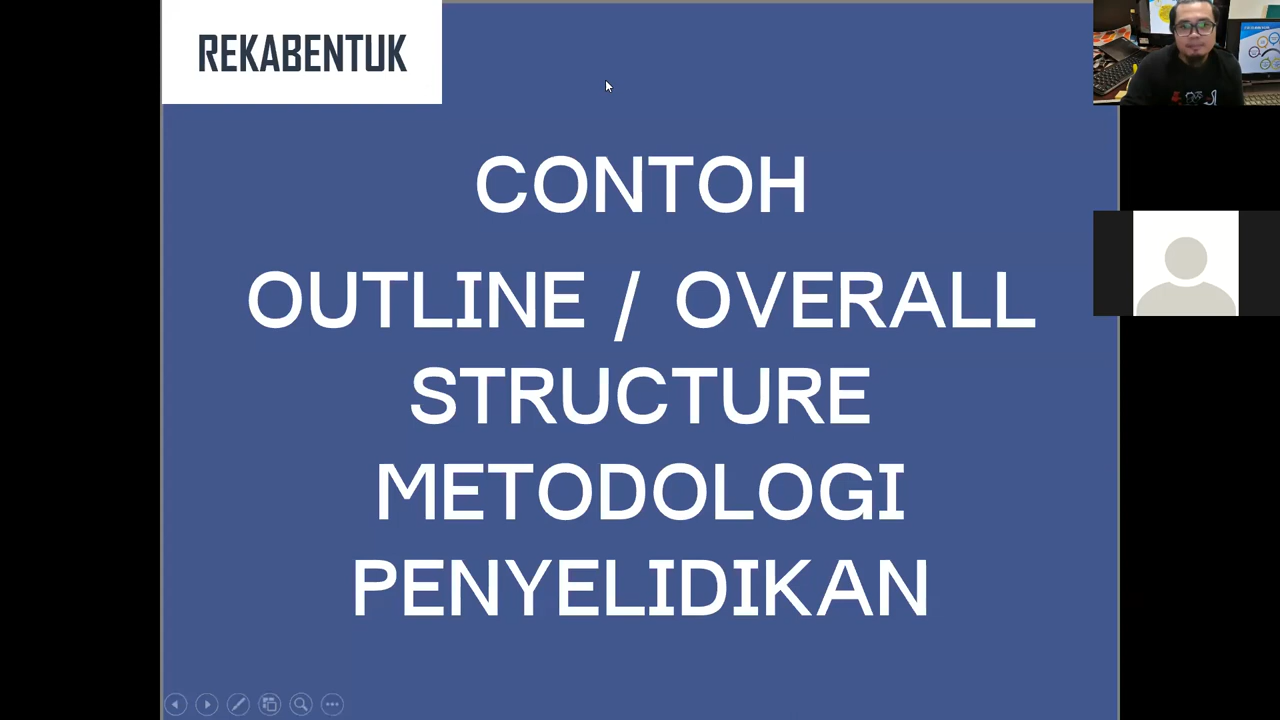 REKABENTUK
CONTOH
OUTLINE / OVERALL
STRUCTURE
METODOLOGI
PENYELIDIKAN